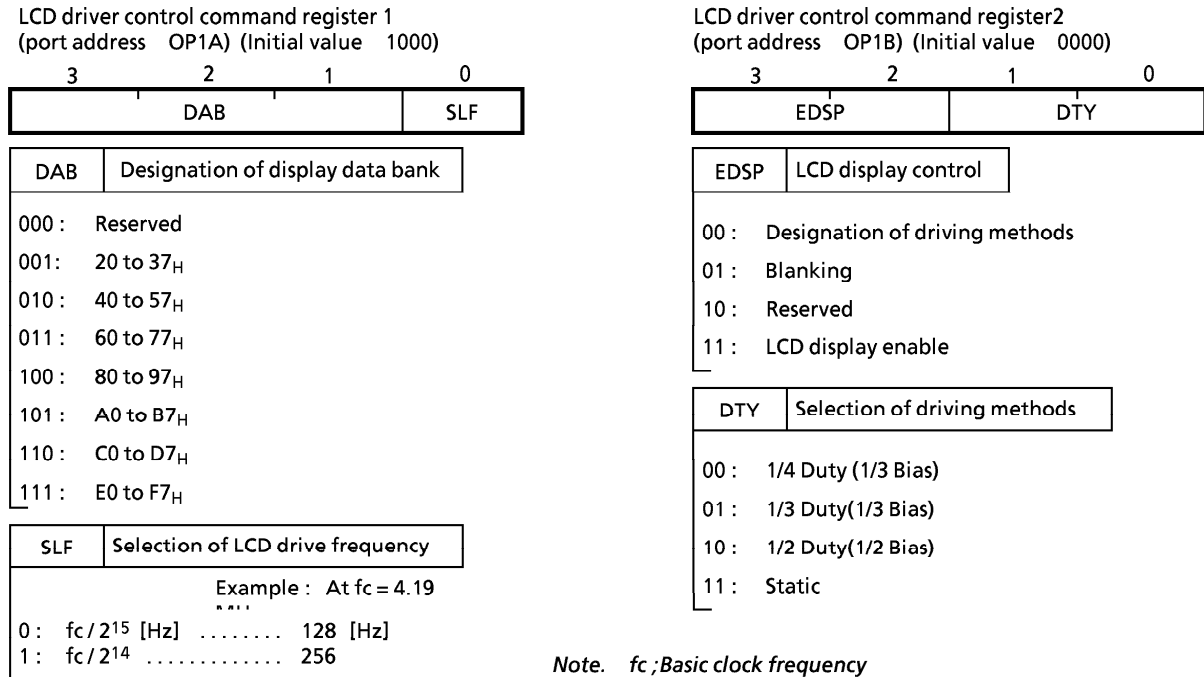 LCD driver control command register 1
(port address OP1A) (Initial value 1000)
3 2 1 0
DAB SLF
DAB Designation of display data bank
000 : Reserved
001: 20 to 37H
010 : 40 to 57H
011 : 60 to 77H
100 : 80 to 97H
101 : A0 to B7H
110 : C0 to D7H
111 : E0 to F7H
SLF Selection of LCD drive frequency
Example : At fc = 4.19
0 : fc / 2^15 [Hz] ........ 128 [Hz]
1 : fc / 2^14 ............. 256
LCD driver control command register2
(port address OP1B) (Initial value 0000)
3 2 1 0
EDSP DTY
EDSP LCD display control
00 : Designation of driving methods
01 : Blanking
10 : Reserved
11 : LCD display enable
DTY Selection of driving methods
00 : 1/4 Duty (1/3 Bias)
01 : 1/3 Duty(1/3 Bias)
10 : 1/2 Duty(1/2 Bias)
11 : Static
Note. fc ; Basic clock frequency